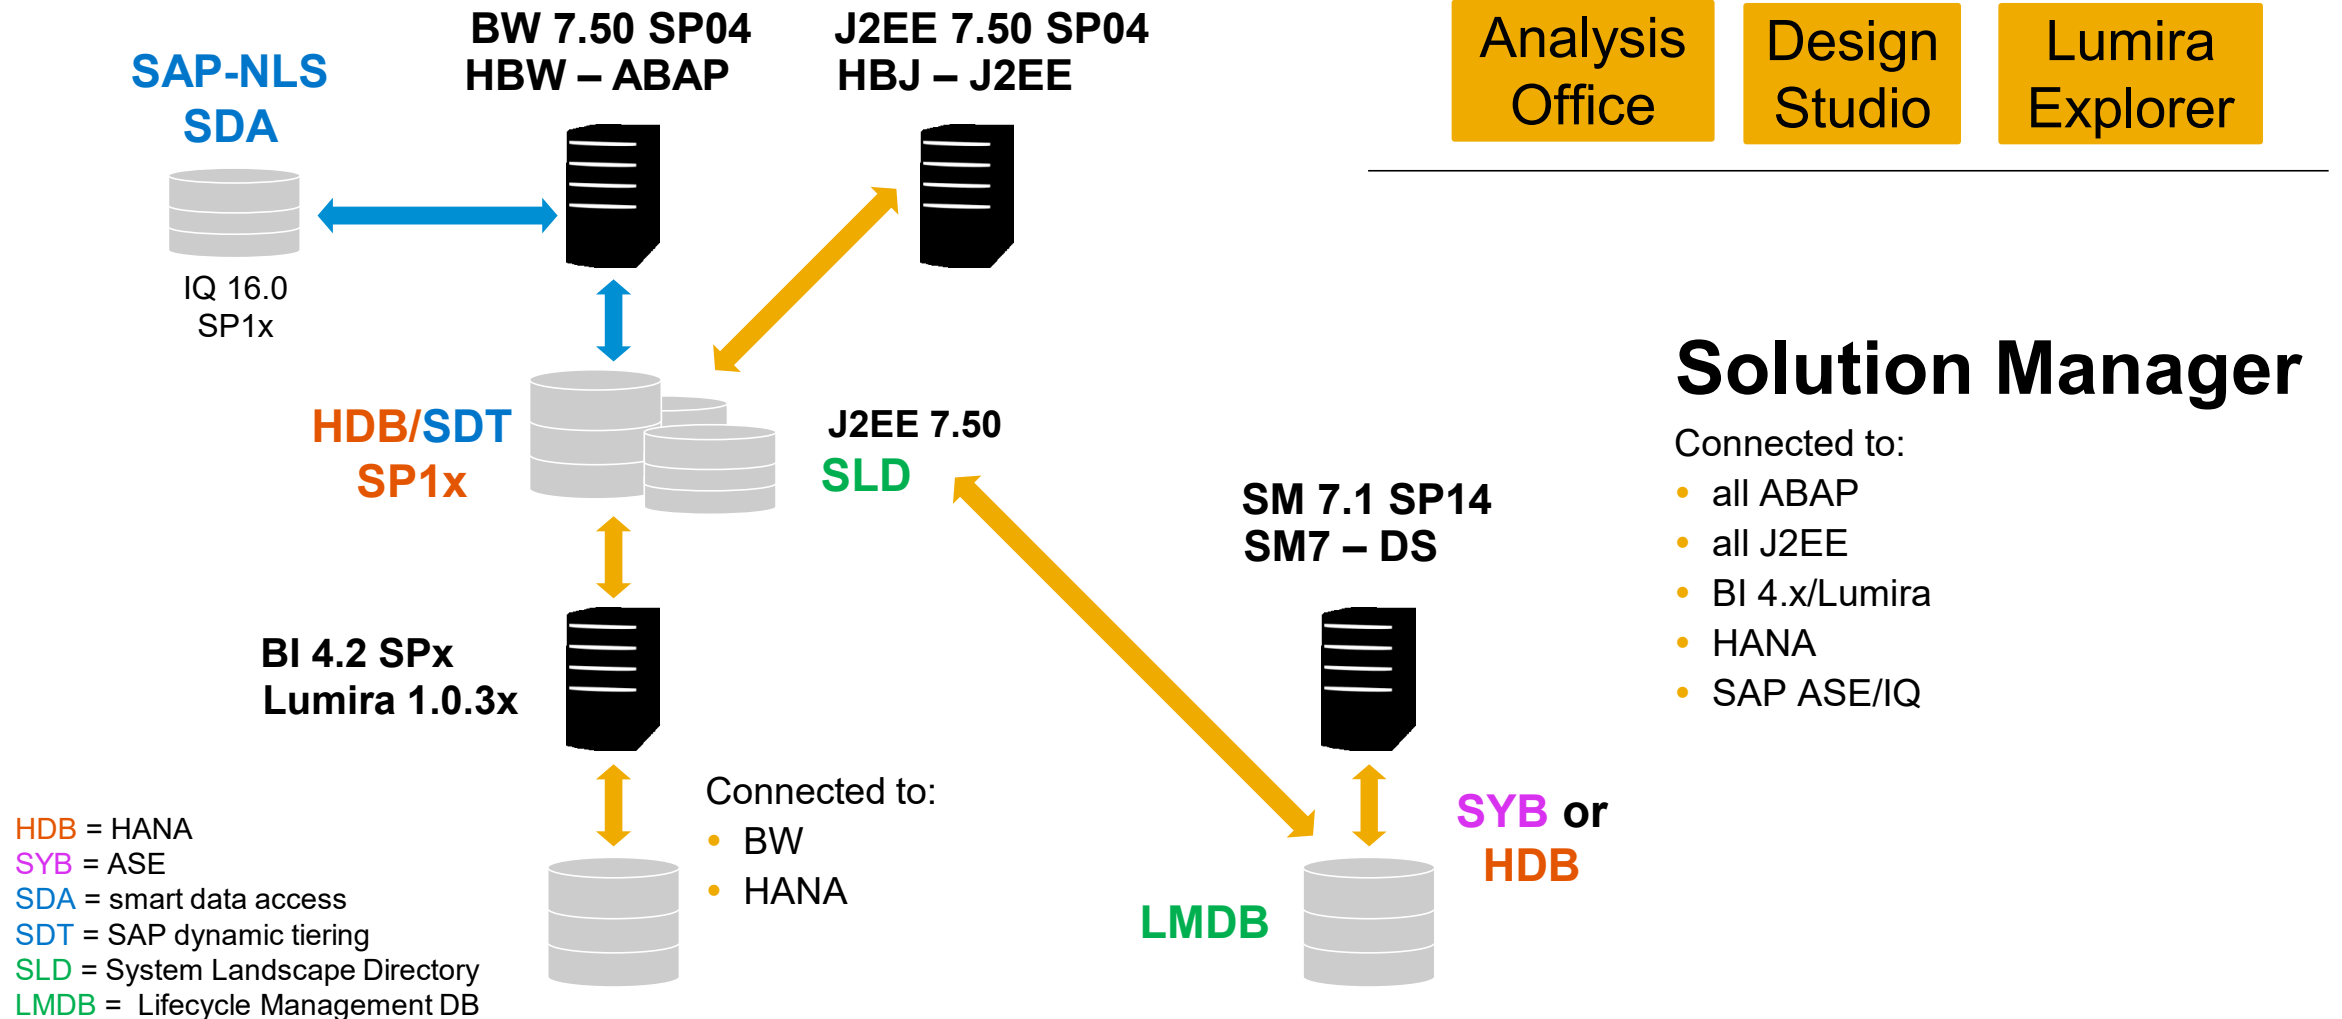 BW 7.50 SP04
HBW – ABAP
J2EE 7.50 SP04
HBJ – J2EE
Analysis
Office
Design
Studio
Lumira
Explorer
SAP-NLS
SDA
IQ 16.0
SP1x
HDB/SDT
SP1x
J2EE 7.50
SLD
Solution Manager
Connected to:
• all ABAP
• all J2EE
• BI 4.x/Lumira
• HANA
• SAP ASE/IQ
SM 7.1 SP14
SM7 – DS
BI 4.2 SPx
Lumira 1.0.3x
Connected to:
• BW
• HANA
SYB or
HDB
LMDB
HDB = HANA
SYB = ASE
SDA = smart data access
SDT = SAP dynamic tiering
SLD = System Landscape Directory
LMDB = Lifecycle Management DB